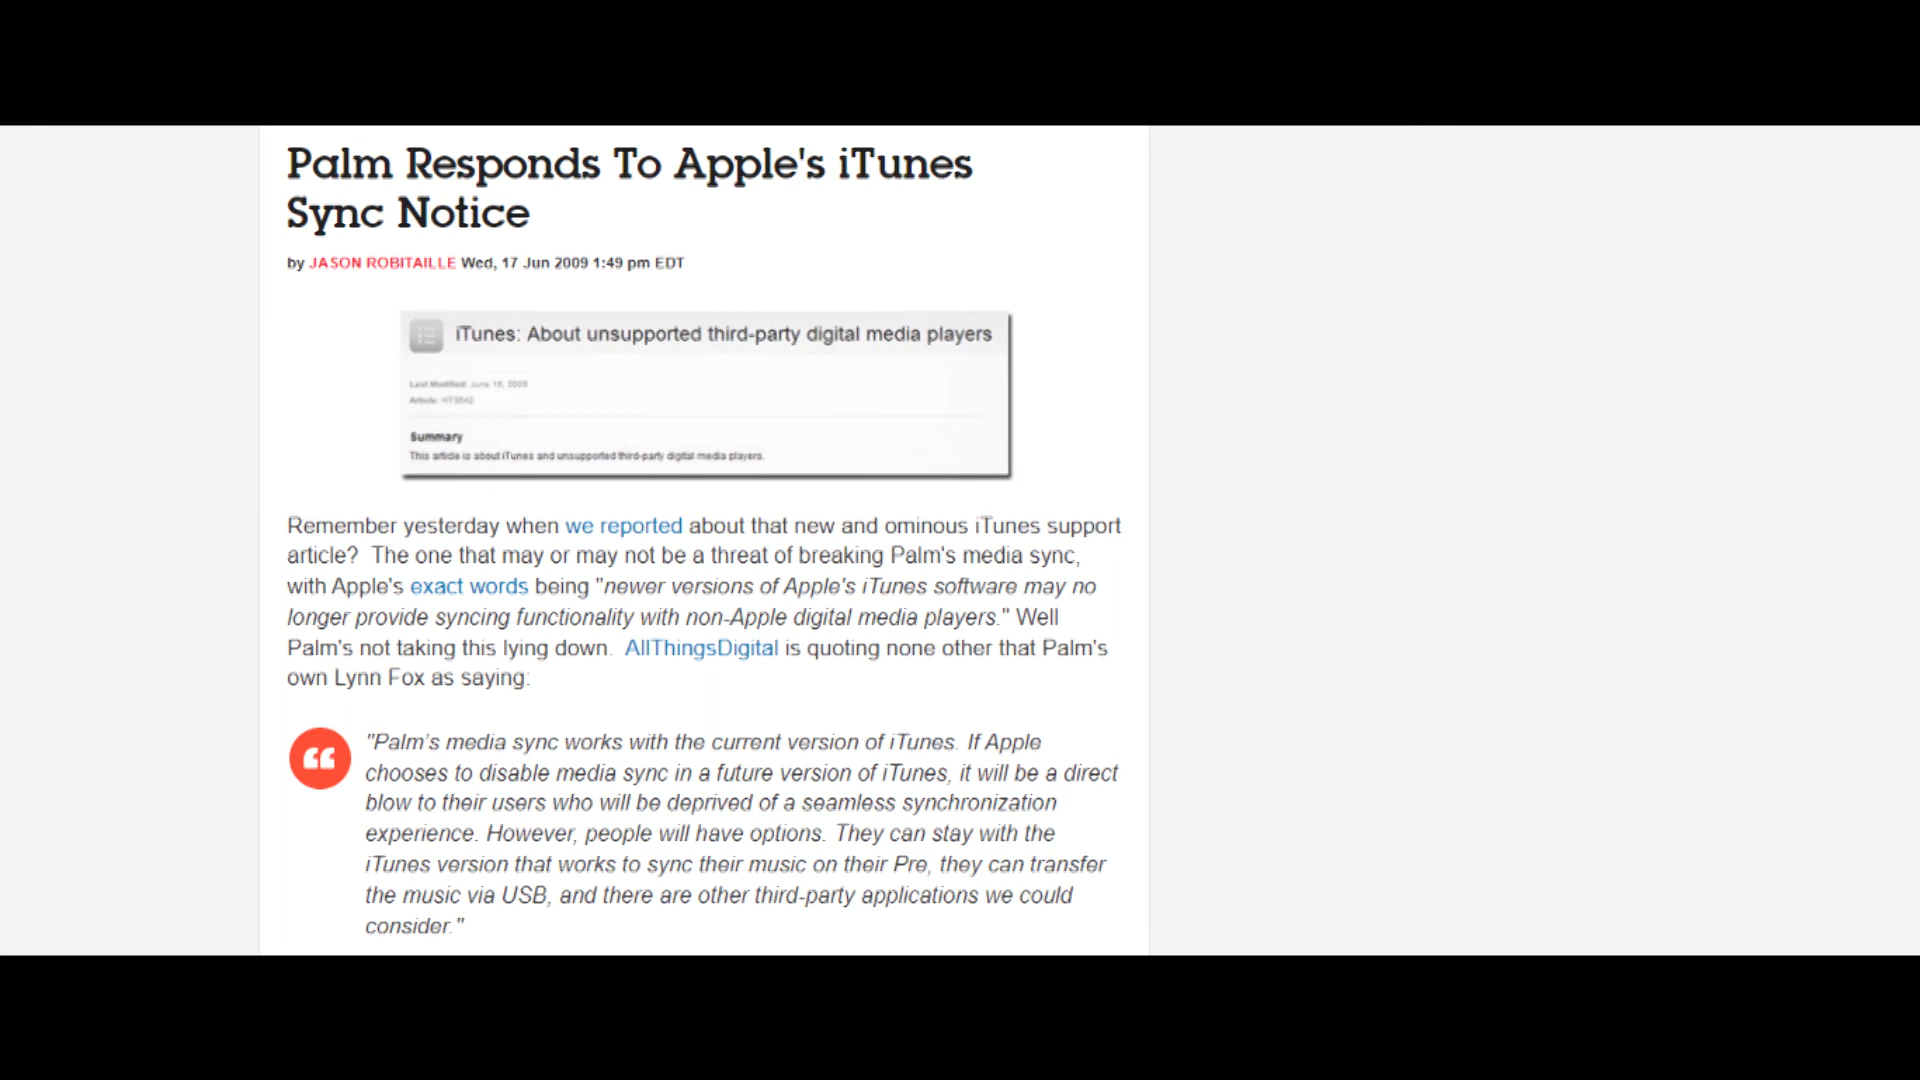 Palm Responds To Apple's iTunes
Sync Notice
by JASON ROBITAILLE Wed, 17 Jun 2009 1:49 pm EDT
iTunes: About unsupported third-party digital media players
Last Modified: June 16, 2009
Article: HT3642
Summary
This article is about iTunes and unsupported third-party digital media players.
Remember yesterday when we reported about that new and ominous iTunes support
article?  The one that may or may not be a threat of breaking Palm's media sync,
with Apple's exact words being "newer versions of Apple's iTunes software may no
longer provide syncing functionality with non-Apple digital media players." Well
Palm's not taking this lying down.  AllThingsDigital is quoting none other that Palm's
own Lynn Fox as saying:
"Palm's media sync works with the current version of iTunes. If Apple
chooses to disable media sync in a future version of iTunes, it will be a direct
blow to their users who will be deprived of a seamless synchronization
experience. However, people will have options. They can stay with the
iTunes version that works to sync their music on their Pre, they can transfer
the music via USB, and there are other third-party applications we could
consider."